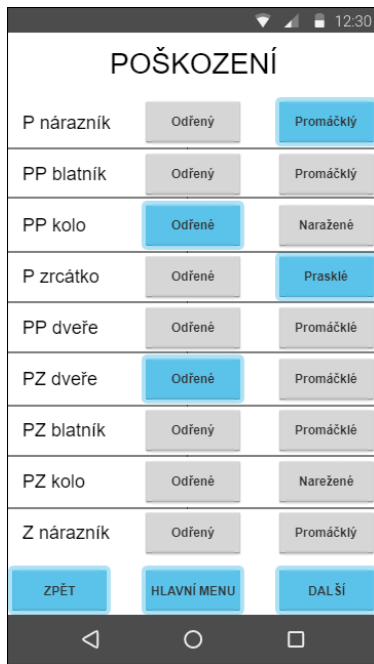 12:30
POŠKOZENÍ
P nárazník Odřený Promáčklý
PP blatník Odřený Promáčklý
PP kolo Odřené Naražené
P zrcátko Odřené Prasklé
PP dveře Odřené Promáčklé
PZ dveře Odřené Promáčklé
PZ blatník Odřený Promáčklé
PZ kolo Odřené Narežené
Z nárazník Odřený Promáčklý
ZPĚT HLAVNÍ MENU DALŠÍ